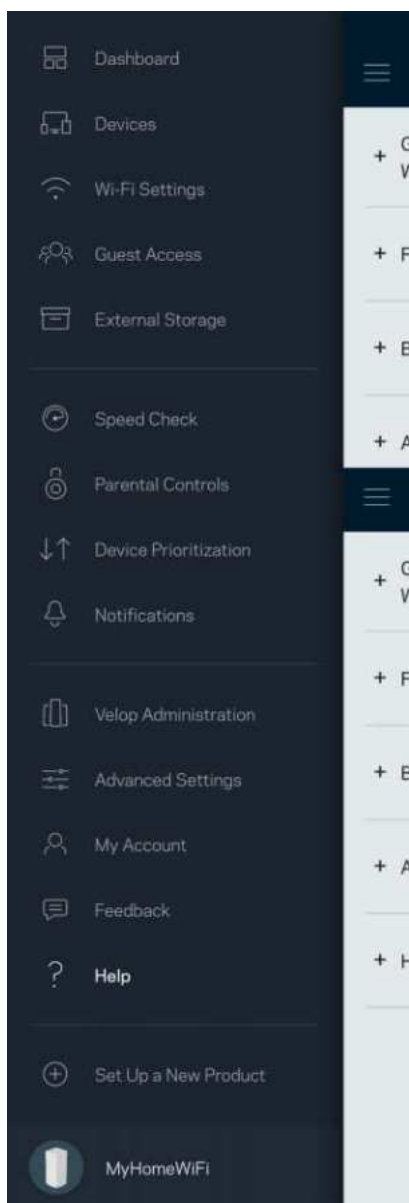 Dashboard
Devices
Wi-Fi Settings
Guest Access
External Storage
Speed Check
Parental Controls
Device Prioritization
Notifications
Velop Administration
Advanced Settings
My Account
Feedback
? Help
Set Up a New Product
MyHomeWiFi
+
+ F
+ B
+ A
+
+ F
+ B
+ A
+ H